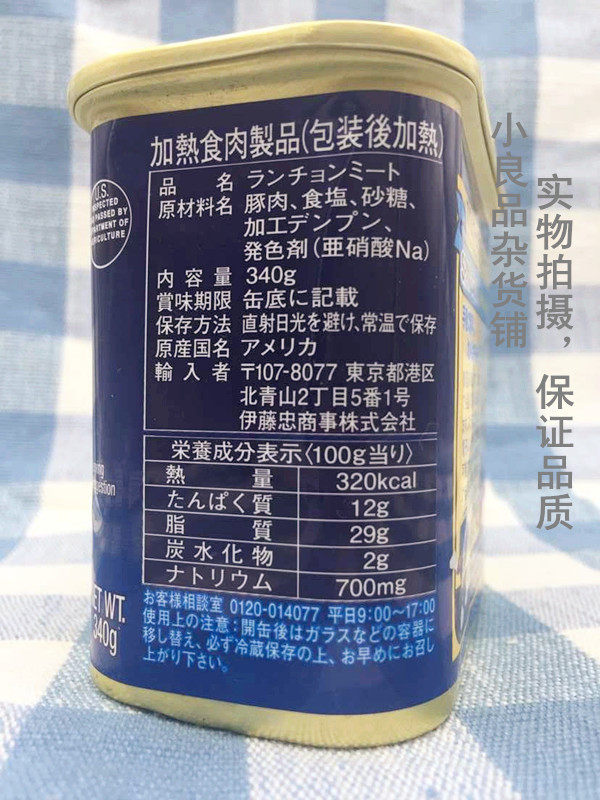 加熱食肉製品(包装後加熱)
品名 ランチョンミート
原材料名 豚肉、食塩、砂糖、
加工デンプン、
発色剤(亜硝酸Na)
内容量 340g
賞味期限 缶底に記載
保存方法 直射日光を避け、常温で保存
原産国名 アメリカ
輸入者 〒107-8077 東京都港区
北青山2丁目5番1号
伊藤忠商事株式会社
栄養成分表示〈100g当り〉
熱量 320kcal
たんぱく質 12g
脂質 29g
炭水化物 2g
ナトリウム 700mg
お客様相談室 0120-014077 平日9:00〜17:00
使用上の注意:開缶後はガラスなどの容器に
移し替え、必ず冷蔵保存の上、お早めにお召し
上がり下さい。
U.S.
NSPECTED
PASSED BY
ARTMENT OF
RICULTURE
ET WT.
340g
小良品杂货铺
实物拍摄，保证品质